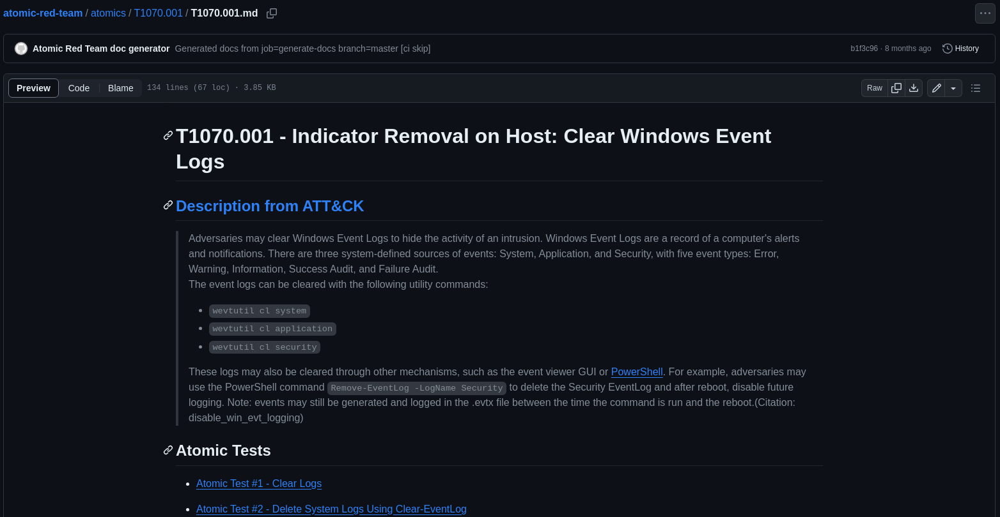 atomic-red-team / atomics / T1070.001 / T1070.001.md
Atomic Red Team doc generator Generated docs from job=generate-docs branch=master [ci skip] b1f3c96 · 8 months ago History
Preview Code Blame 134 lines (67 loc) · 3.85 KB Raw
T1070.001 - Indicator Removal on Host: Clear Windows Event
Logs
Description from ATT&CK
Adversaries may clear Windows Event Logs to hide the activity of an intrusion. Windows Event Logs are a record of a computer's alerts
and notifications. There are three system-defined sources of events: System, Application, and Security, with five event types: Error,
Warning, Information, Success Audit, and Failure Audit.
The event logs can be cleared with the following utility commands:
• wevtutil cl system
• wevtutil cl application
• wevtutil cl security
These logs may also be cleared through other mechanisms, such as the event viewer GUI or PowerShell. For example, adversaries may
use the PowerShell command Remove-EventLog -LogName Security to delete the Security EventLog and after reboot, disable future
logging. Note: events may still be generated and logged in the .evtx file between the time the command is run and the reboot.(Citation:
disable_win_evt_logging)
Atomic Tests
• Atomic Test #1 - Clear Logs
• Atomic Test #2 - Delete System Logs Using Clear-EventLog